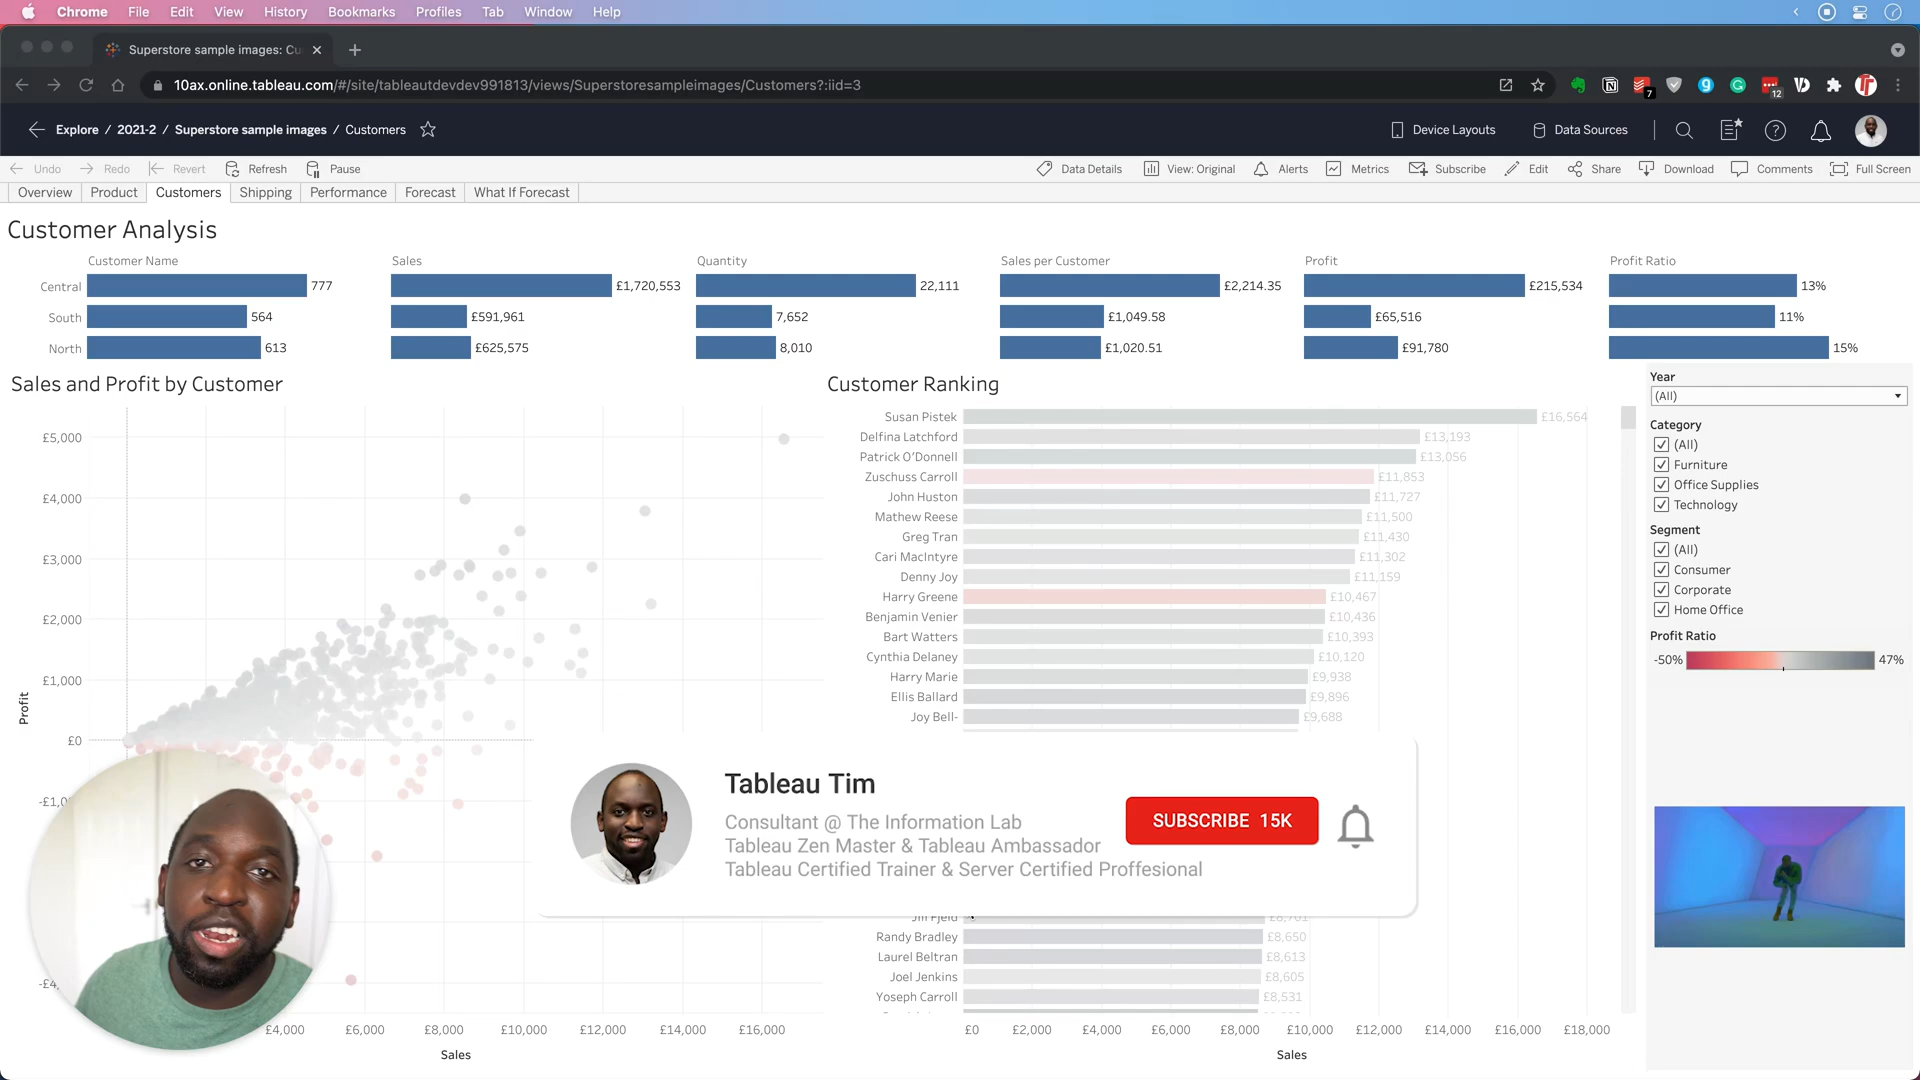 Chrome File Edit View History Bookmarks Profiles Tab Window Help
Superstore sample images: Cu
10ax.online.tableau.com/#/site/tableautdevdev991813/views/Superstoresampleimages/Customers?:iid=3
7
12
Explore / 2021-2 / Superstore sample images / Customers
Device Layouts Data Sources
Undo Redo Revert Refresh Pause
Data Details View: Original Alerts Metrics Subscribe Edit Share Download Comments Full Screen
Overview Product Customers Shipping Performance Forecast What If Forecast
Customer Analysis
Customer Name Sales Quantity Sales per Customer Profit Profit Ratio
Central 777 £1,720,553 22,111 £2,214.35 £215,534 13%
South 564 £591,961 7,652 £1,049.58 £65,516 11%
North 613 £625,575 8,010 £1,020.51 £91,780 15%
Sales and Profit by Customer
£5,000
£4,000
£3,000
£2,000
£1,000
£0
Profit
£4,000 £6,000 £8,000 £10,000 £12,000 £14,000 £16,000
Sales
Customer Ranking
Susan Pistek £16,564
Delfina Latchford £13,193
Patrick O'Donnell £13,056
Zuschuss Carroll £11,853
John Huston £11,727
Mathew Reese £11,500
Greg Tran £11,430
Cari MacIntyre £11,302
Denny Joy £11,159
Harry Greene £10,467
Benjamin Venier £10,436
Bart Watters £10,393
Cynthia Delaney £10,120
Harry Marie £9,938
Ellis Ballard £9,896
Joy Bell- £9,688
Randy Bradley £8,650
Laurel Beltran £8,613
Joel Jenkins £8,605
Yoseph Carroll £8,531
£0 £2,000 £4,000 £6,000 £8,000 £10,000 £12,000 £14,000 £16,000 £18,000
Sales
Year
(All)
Category
(All)
Furniture
Office Supplies
Technology
Segment
(All)
Consumer
Corporate
Home Office
Profit Ratio
-50% 47%
Tableau Tim
Consultant @ The Information Lab
Tableau Zen Master & Tableau Ambassador
Tableau Certified Trainer & Server Certified Proffesional
SUBSCRIBE 15K